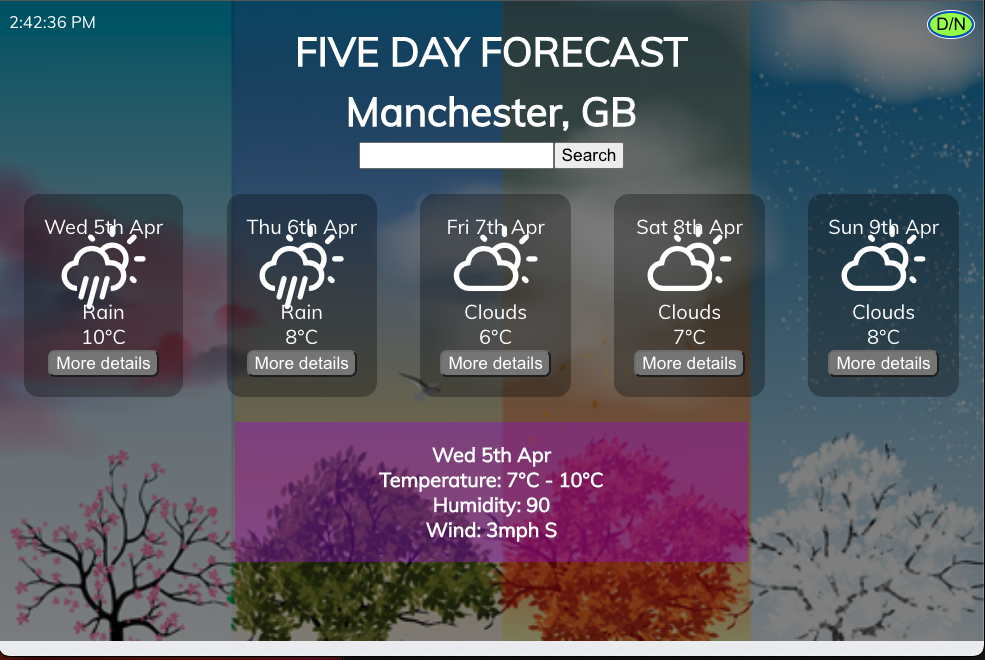 2:42:36 PM
D/N
FIVE DAY FORECAST
Manchester, GB
Search
Wed 5th Apr
Rain
10°C
More details
Thu 6th Apr
Rain
8°C
More details
Fri 7th Apr
Clouds
6°C
More details
Sat 8th Apr
Clouds
7°C
More details
Sun 9th Apr
Clouds
8°C
More details
Wed 5th Apr
Temperature: 7°C - 10°C
Humidity: 90
Wind: 3mph S